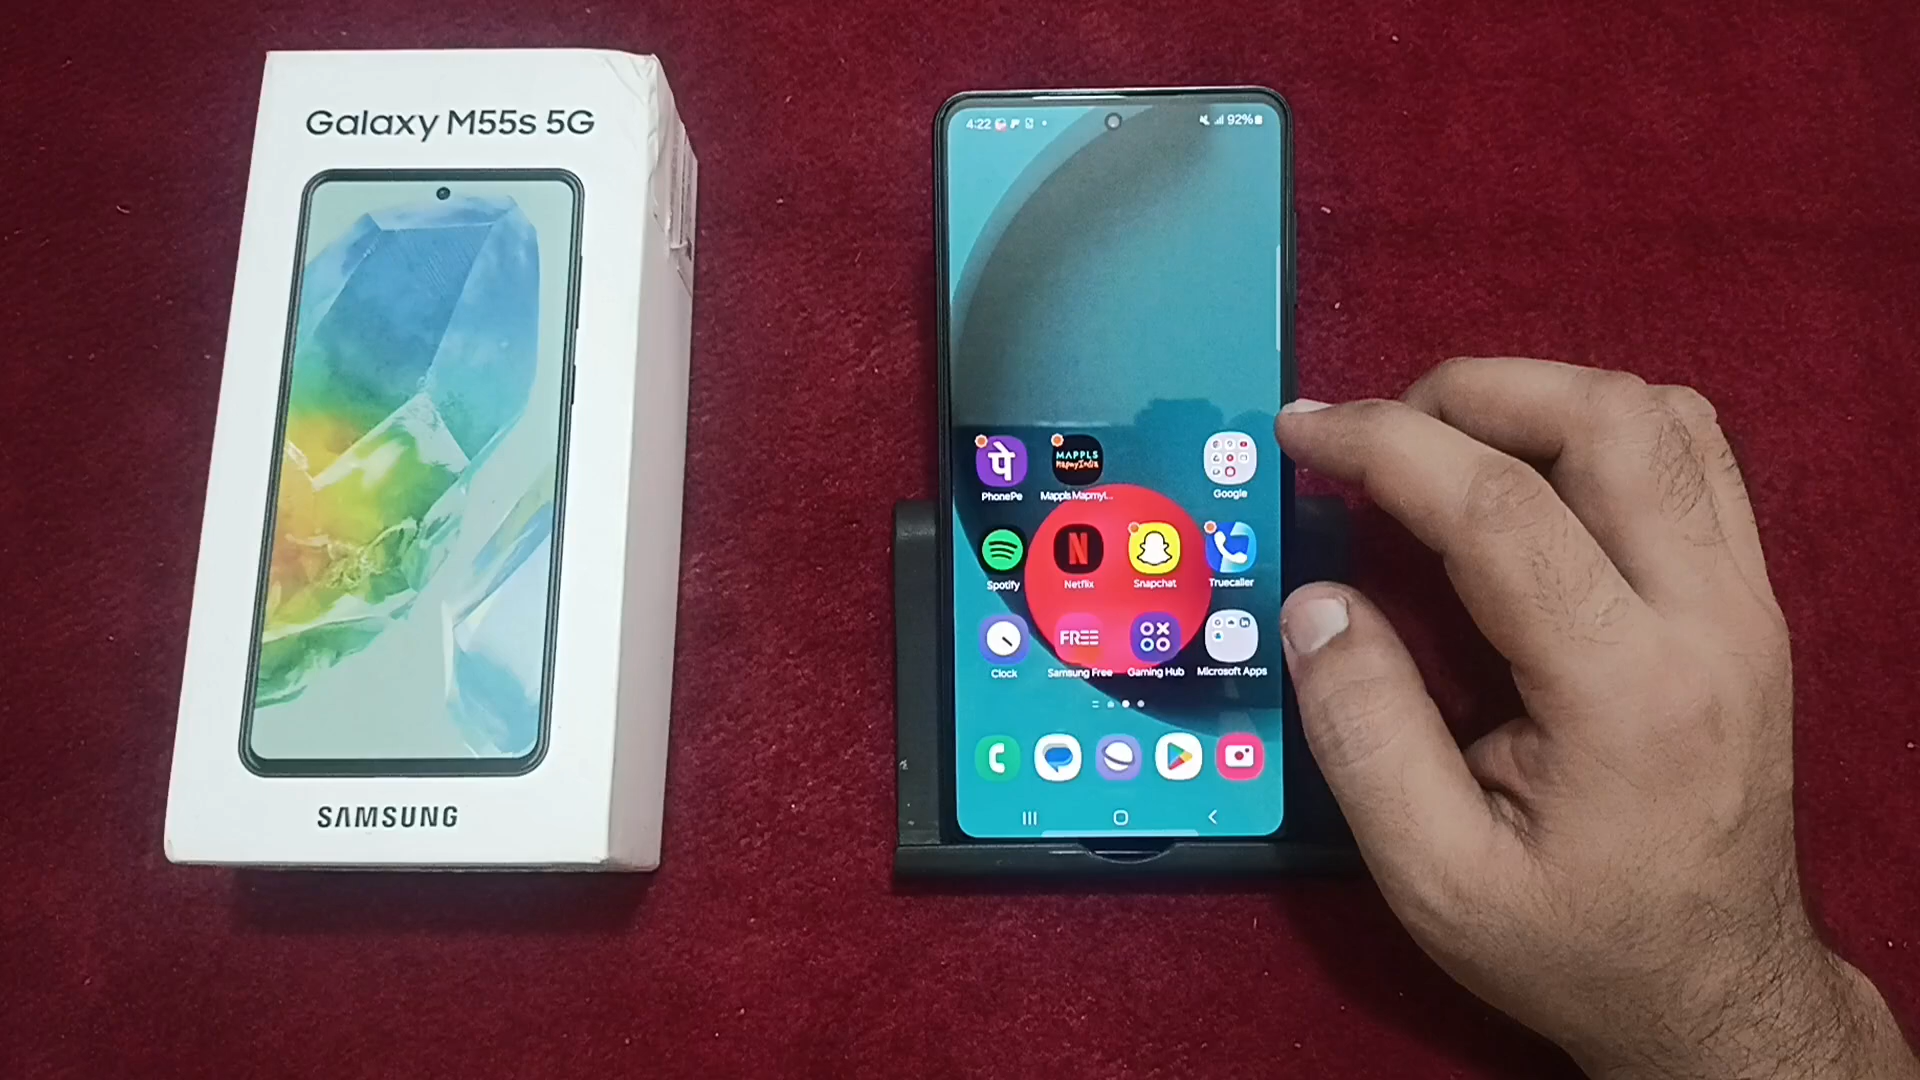 Galaxy M55s 5G
SAMSUNG
4:22
92%
पे
MAPPLS
MapmyIndia
PhonePe
Mappls Mapmyi...
Google
N
Spotify
Netflix
Snapchat
Truecaller
FREE
Clock
Samsung Free
Gaming Hub
Microsoft Apps